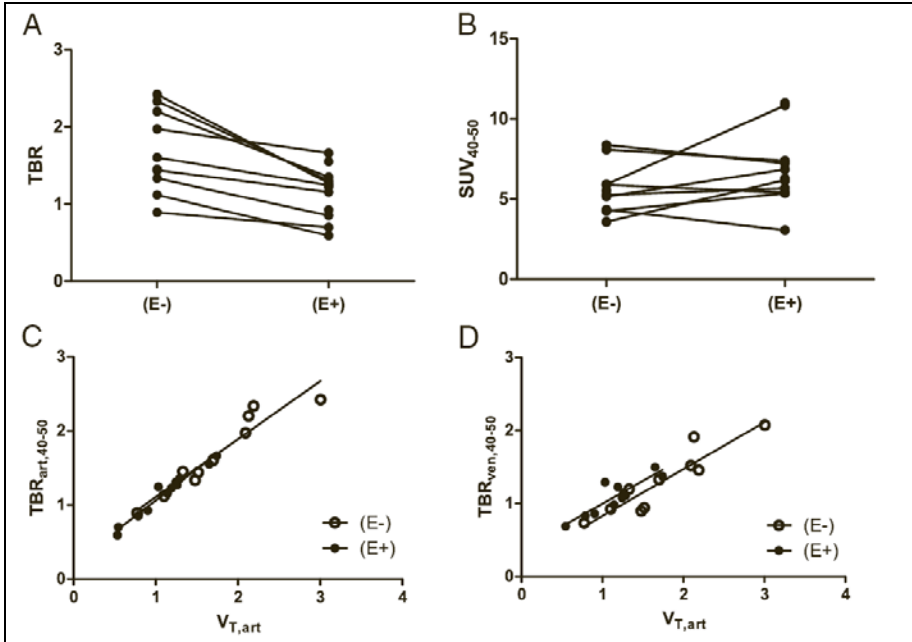 A
TBR
3
2
1
0
(E-)
(E+)
B
SUV40-50
15
10
5
0
(E-)
(E+)
C
TBRart,40-50
3
2
1
0
0
1
2
3
4
VT,art
(E-)
(E+)
D
TBRven,40-50
3
2
1
0
0
1
2
3
4
VT,art
(E-)
(E+)